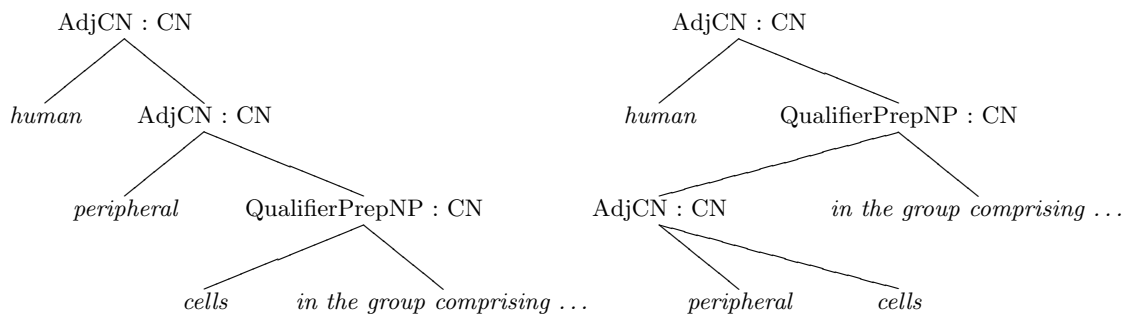 AdjCN : CN
human
AdjCN : CN
peripheral
QualifierPrepNP : CN
cells
in the group comprising ...
AdjCN : CN
human
QualifierPrepNP : CN
AdjCN : CN
in the group comprising ...
peripheral
cells